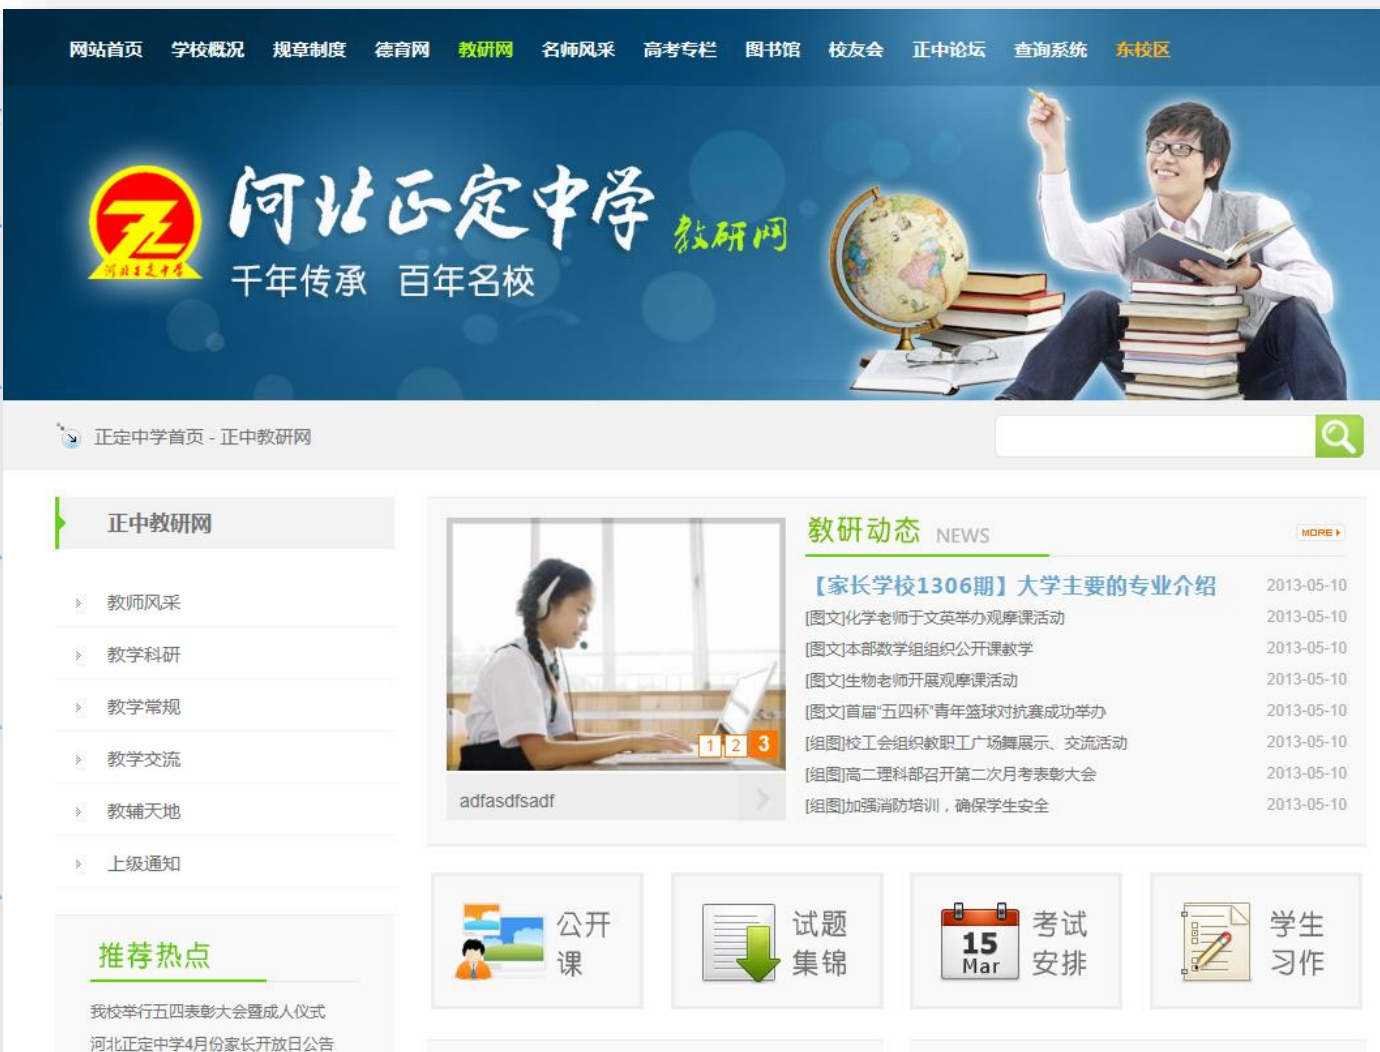 网站首页 学校概况 规章制度 德育网 教研网 名师风采 高考专栏 图书馆 校友会 正中论坛 查询系统 东校区
河北正定中学 教研网
千年传承 百年名校
河北正定中学
正定中学首页 - 正中教研网
正中教研网
教师风采
教学科研
教学常规
教学交流
教辅天地
上级通知
推荐热点
我校举行五四表彰大会暨成人仪式
河北正定中学4月份家长开放日公告
1 2 3
adfasdfsadf
教研动态 NEWS MORE
【家长学校1306期】大学主要的专业介绍 2013-05-10
[图文]化学老师于文英举办观摩课活动 2013-05-10
[图文]本部数学组组织公开课教学 2013-05-10
[图文]生物老师开展观摩课活动 2013-05-10
[图文]首届“五四杯”青年篮球对抗赛成功举办 2013-05-10
[组图]校工会组织教职工广场舞展示、交流活动 2013-05-10
[组图]高二理科部召开第二次月考表彰大会 2013-05-10
[组图]加强消防培训，确保学生安全 2013-05-10
公开
课
试题
集锦
15
Mar
考试
安排
学生
习作